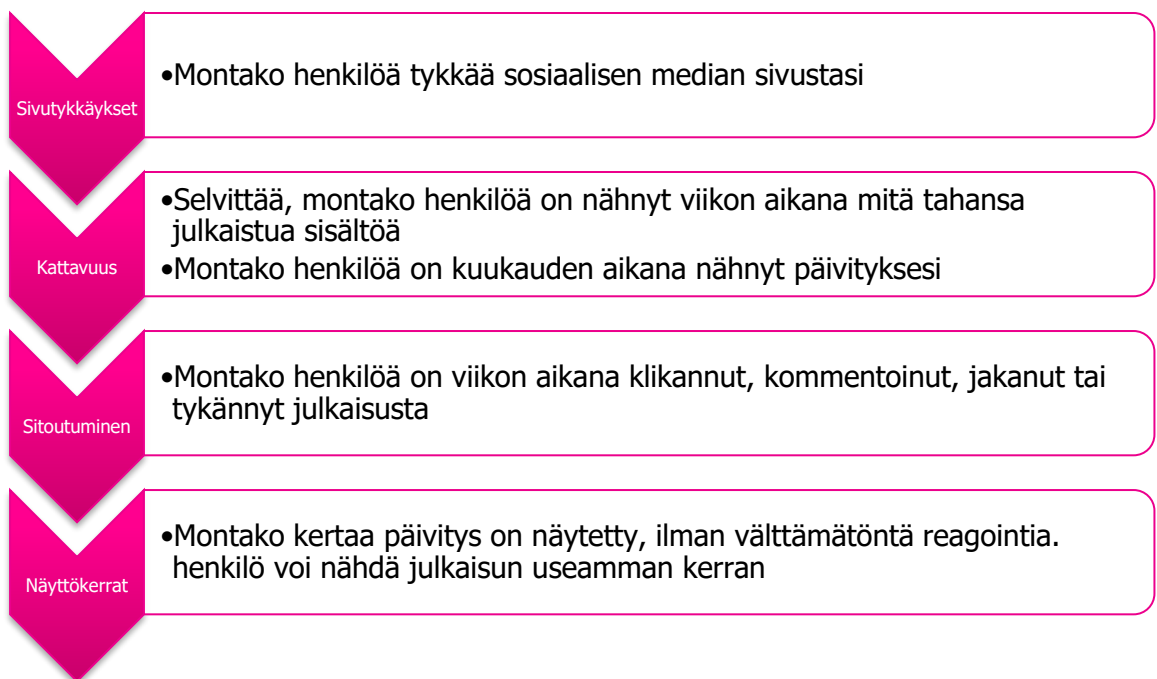 Sivutykkäykset
•Montako henkilöä tykkää sosiaalisen median sivustasi
Kattavuus
•Selvittää, montako henkilöä on nähnyt viikon aikana mitä tahansa
julkaistua sisältöä
•Montako henkilöä on kuukauden aikana nähnyt päivityksesi
Sitoutuminen
•Montako henkilöä on viikon aikana klikannut, kommentoinut, jakanut tai
tykännyt julkaisusta
Näyttökerrat
•Montako kertaa päivitys on näytetty, ilman välttämätöntä reagointia.
henkilö voi nähdä julkaisun useamman kerran